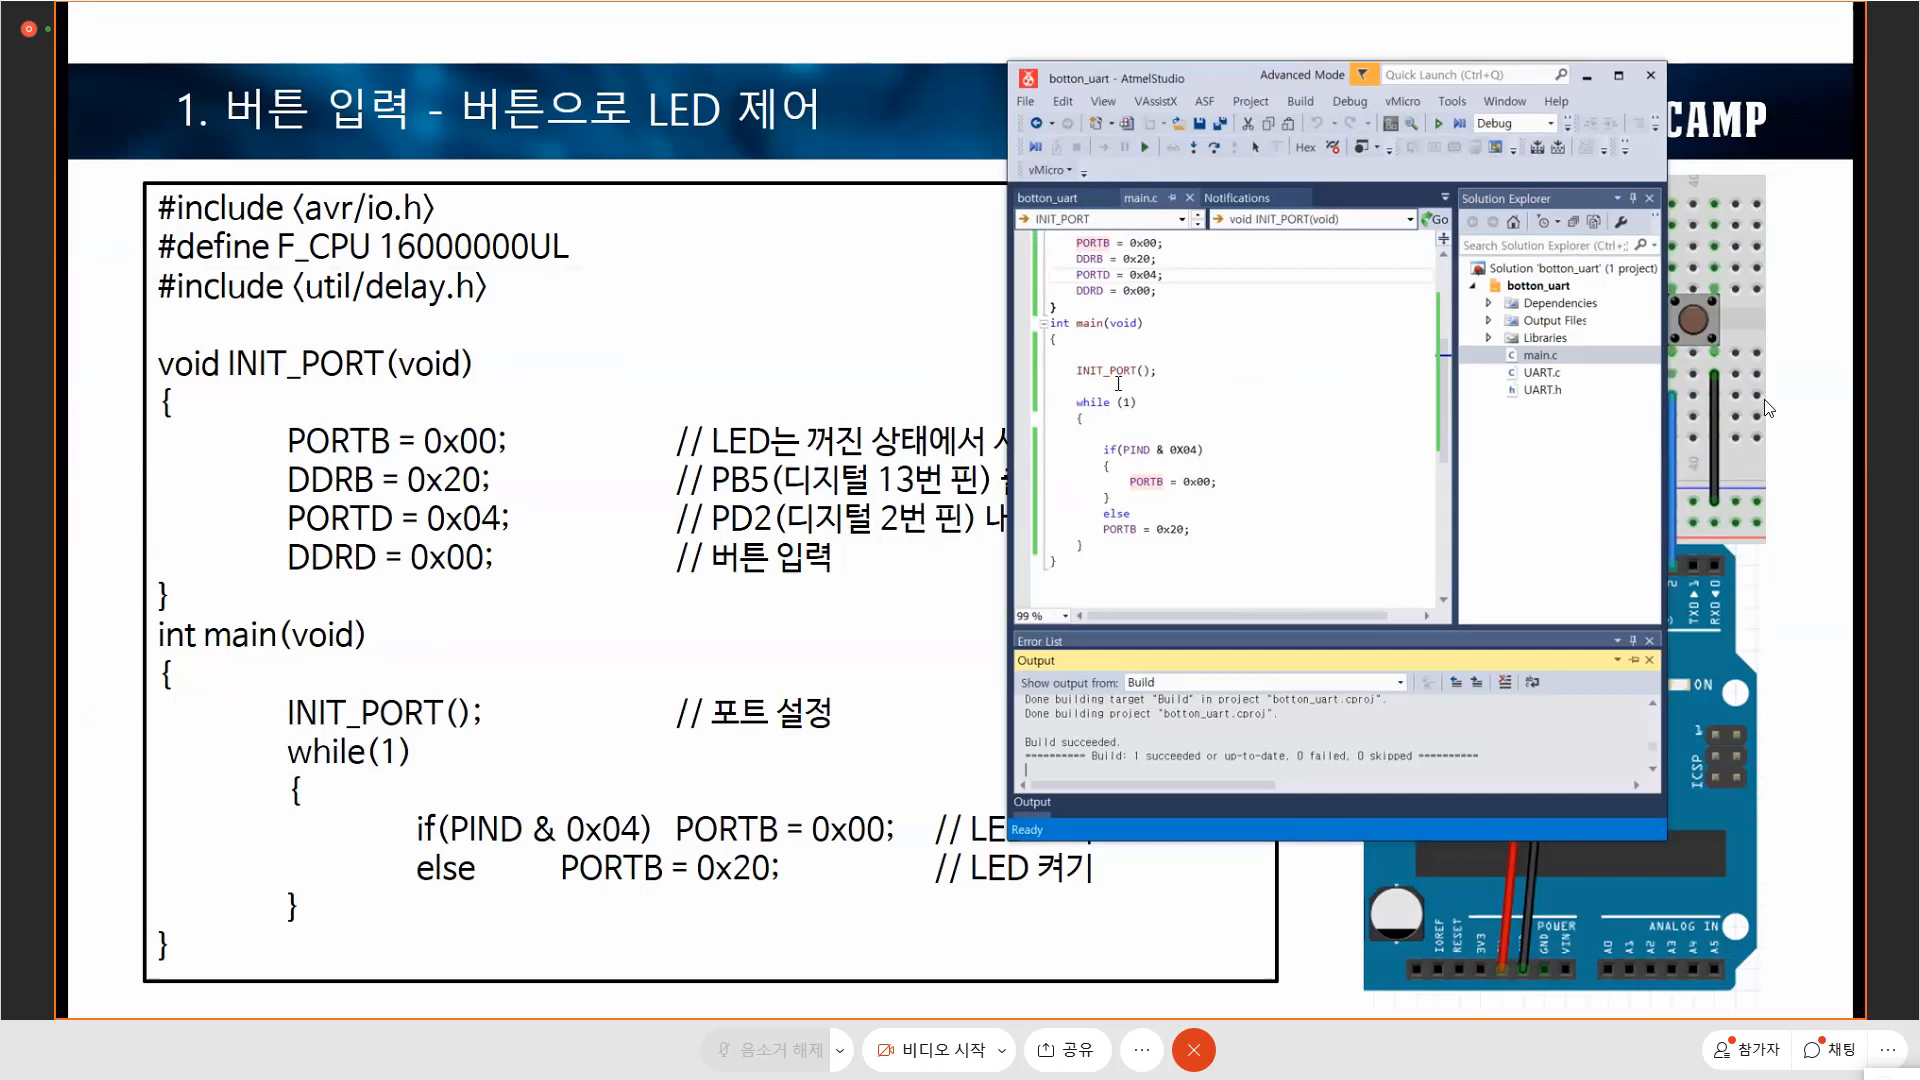 1. 버튼 입력 - 버튼으로 LED 제어
CAMP
#include <avr/io.h>
#define F_CPU 16000000UL
#include <util/delay.h>
void INIT_PORT(void)
{
PORTB = 0x00; // LED는 꺼진 상태에서
DDRB = 0x20; // PB5(디지털 13번 핀)
PORTD = 0x04; // PD2(디지털 2번 핀) 내
DDRD = 0x00; // 버튼 입력
}
int main(void)
{
INIT_PORT(); // 포트 설정
while(1)
{
if(PIND & 0x04) PORTB = 0x00; // LE
else PORTB = 0x20; // LED 켜기
}
}
botton_uart - AtmelStudio
Advanced Mode
Quick Launch (Ctrl+Q)
File Edit View VAssistX ASF Project Build Debug vMicro Tools Window Help
Debug
Hex
vMicro
botton_uart main.c Notifications
INIT_PORT void INIT_PORT(void) Go
PORTB = 0x00;
DDRB = 0x20;
PORTD = 0x04;
DDRD = 0x00;
}
int main(void)
{
INIT_PORT();
while (1)
{
if(PIND & 0X04)
{
PORTB = 0x00;
}
else
PORTB = 0x20;
}
}
99 %
Solution Explorer
Search Solution Explorer (Ctrl+;)
Solution 'botton_uart' (1 project)
botton_uart
Dependencies
Output Files
Libraries
main.c
UART.c
UART.h
Error List
Output
Show output from: Build
Done building target "Build" in project "botton_uart.cproj".
Done building project "botton_uart.cproj".
Build succeeded.
========== Build: 1 succeeded or up-to-date, 0 failed, 0 skipped ==========
Output
Ready
40
40
2
TXD▶1
RXD◀0
ON
1
ICSP
IOREF
RESET
3V3
GND
VIN
POWER
ANALOG IN
A0
A1
A2
A3
A4
A5
음소거 해제
비디오 시작
공유
참가자
채팅